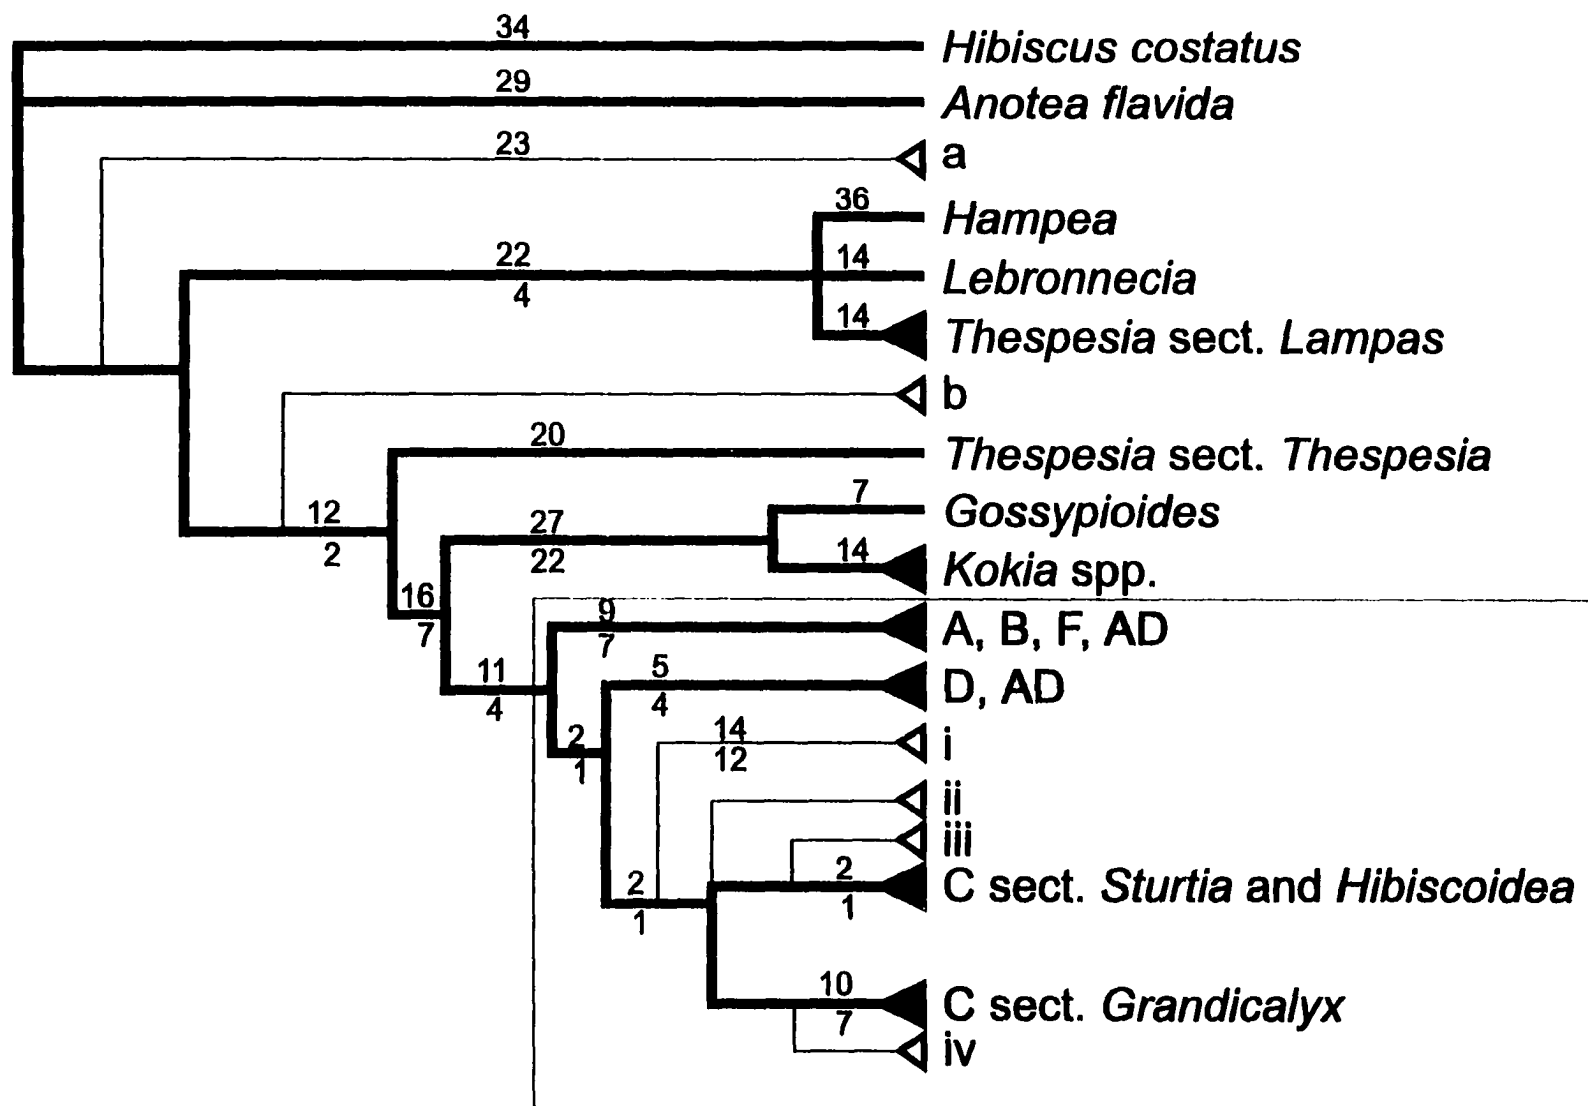 34
Hibiscus costatus
29
Anotea flavida
23
a
36
Hampea
22
4
14
Lebronnecia
14
Thespesia sect. Lampas
b
20
Thespesia sect. Thespesia
12
2
7
Gossypioides
27
22
14
Kokia spp.
16
7
9
7
A, B, F, AD
11
4
5
4
D, AD
2
1
14
12
i
ii
iii
2
1
2
1
C sect. Sturtia and Hibiscoidea
10
7
C sect. Grandicalyx
iv